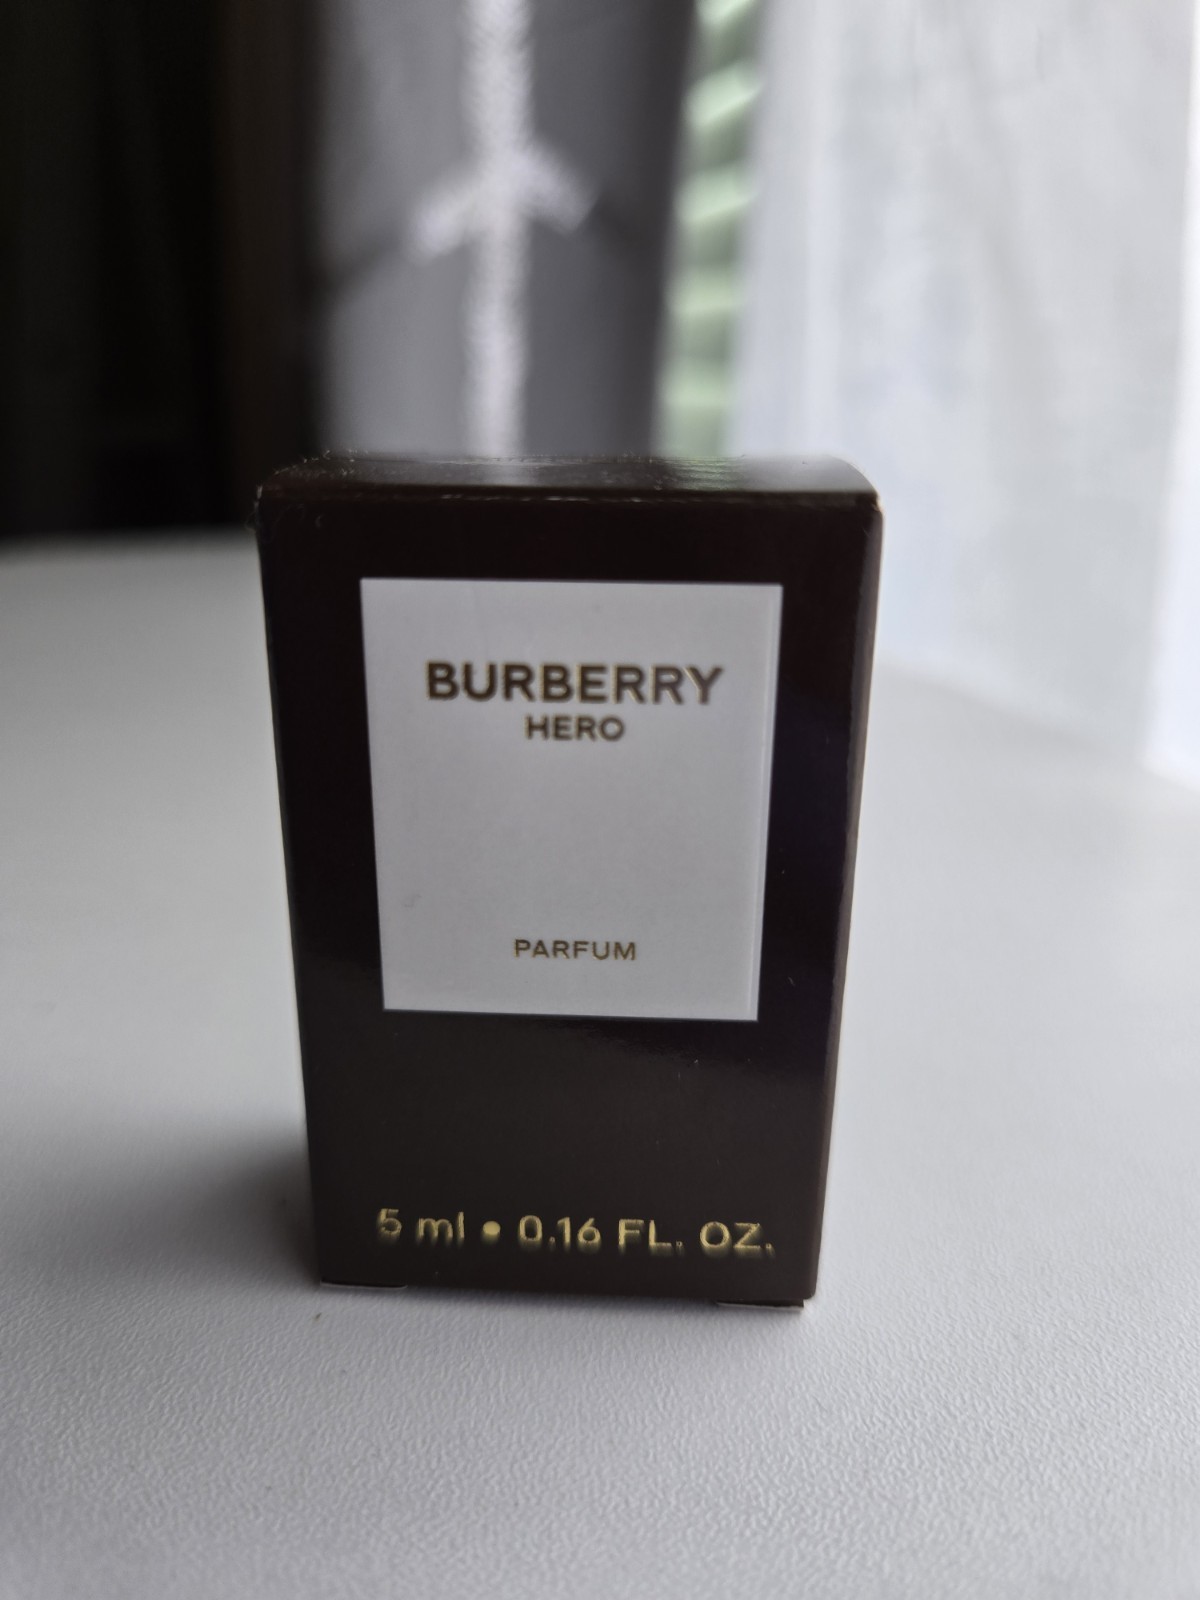 BURBERRY
HERO
PARFUM
5 ml • 0.16 FL. OZ.